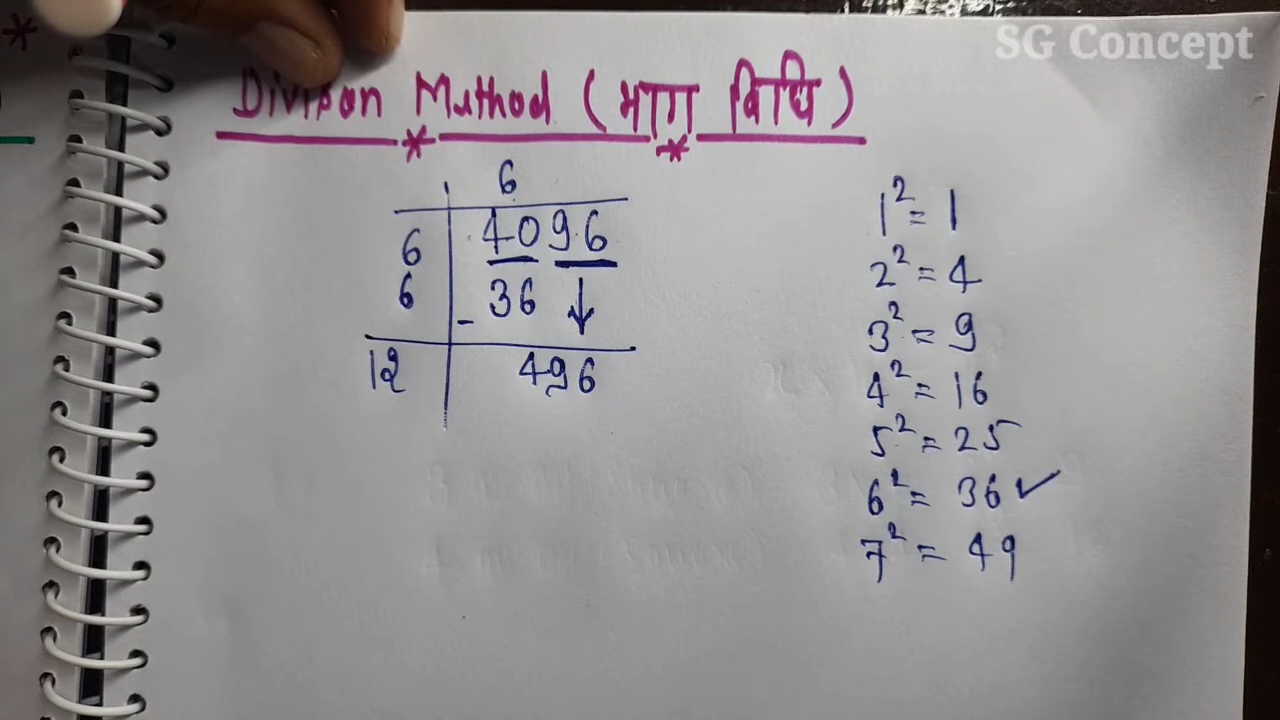 SG Concept
Division Method (भाग विधि)
6
6 4096
6 - 36 ↓
12 496
1² = 1
2² = 4
3² = 9
4² = 16
5² = 25
6² = 36 ✓
7² = 49